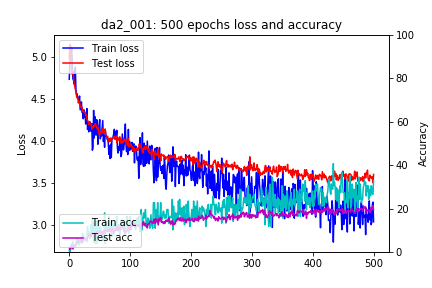 da2_001: 500 epochs loss and accuracy
Train loss
Test loss
Train acc
Test acc
Loss
5.0
4.5
4.0
3.5
3.0
Accuracy
100
80
60
40
20
0
0
100
200
300
400
500